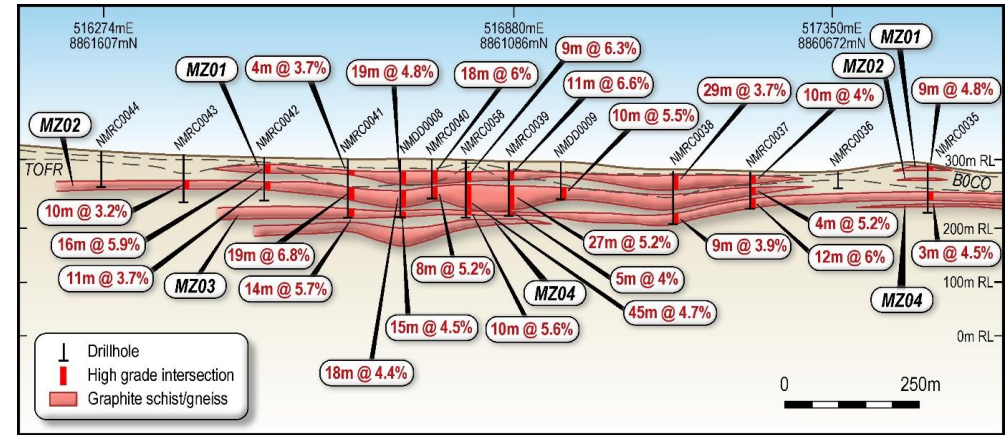 516274mE
8861607mN
516880mE
8861086mN
517350mE
8860672mN
MZ01
MZ02
MZ01
4m @ 3.7%
19m @ 4.8%
18m @ 6%
9m @ 6.3%
11m @ 6.6%
10m @ 5.5%
29m @ 3.7%
10m @ 4%
9m @ 4.8%
MZ02
NMRC0044
NMRC0043
NMRC0042
NMRC0041
NMDD0008
NMRC0040
NMRC0058
NMRC0039
NMDD0009
NMRC0038
NMRC0037
NMRC0036
NMRC0035
TOFR
300m RL
BOCO
200m RL
100m RL
0m RL
10m @ 3.2%
16m @ 5.9%
11m @ 3.7%
MZ03
19m @ 6.8%
14m @ 5.7%
18m @ 4.4%
15m @ 4.5%
8m @ 5.2%
10m @ 5.6%
MZ04
45m @ 4.7%
5m @ 4%
27m @ 5.2%
9m @ 3.9%
12m @ 6%
4m @ 5.2%
3m @ 4.5%
MZ04
Drillhole
High grade intersection
Graphite schist/gneiss
0
250m